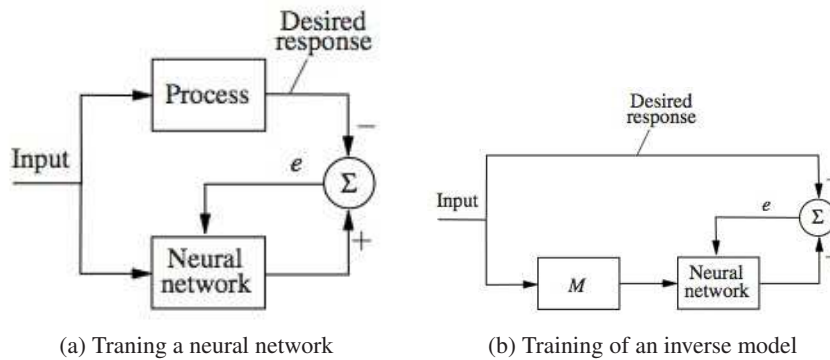 Desired
response
Process
−
Input
e
Σ
+
Neural
network
(a) Traning a neural network
Desired
response
Input
e
Σ
M
Neural
network
(b) Training of an inverse model